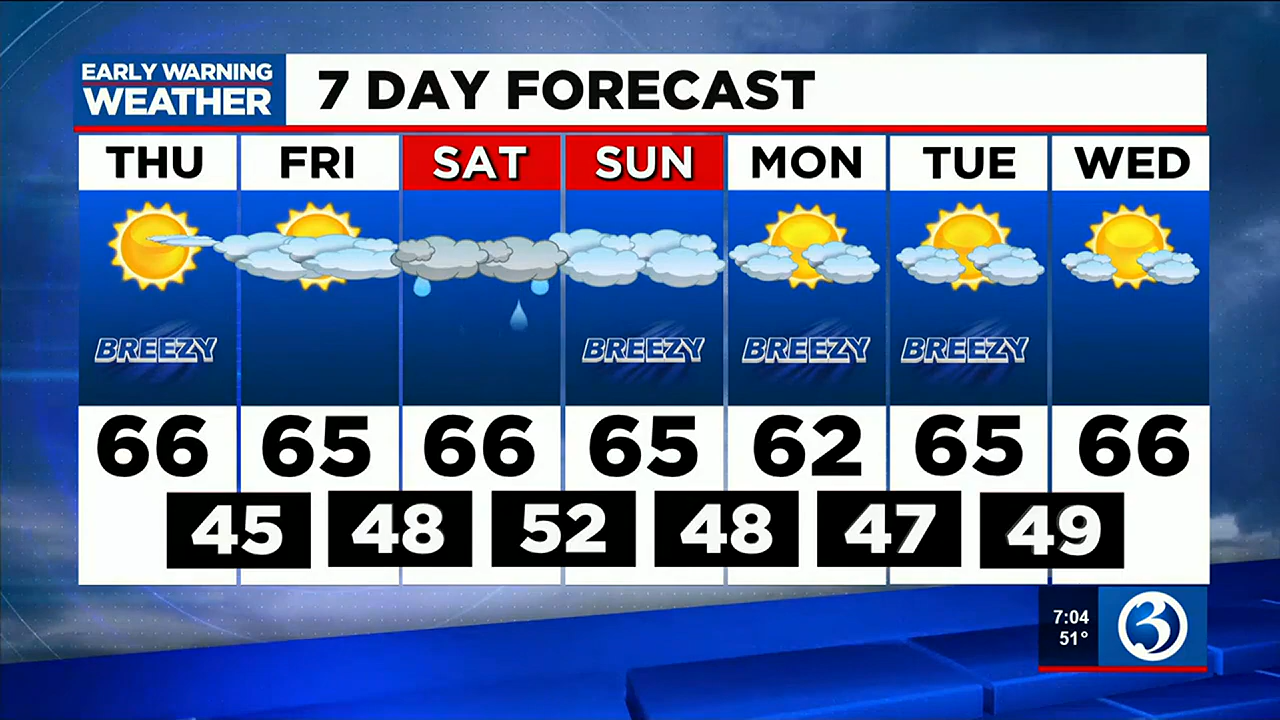 EARLY WARNING
WEATHER
7 DAY FORECAST
THU FRI SAT SUN MON TUE WED
BREEZY BREEZY BREEZY BREEZY
66 65 66 65 62 65 66
45 48 52 48 47 49
7:04
51°
3